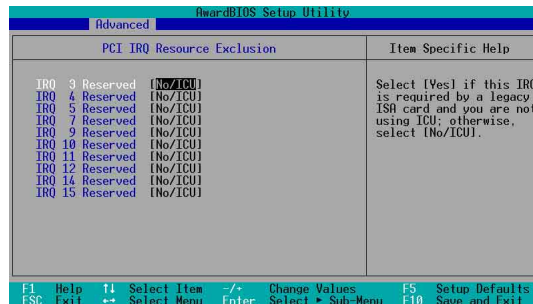 AwardBIOS Setup Utility
Advanced
PCI IRQ Resource Exclusion
Item Specific Help
IRQ 3 Reserved [No/ICU]
IRQ 4 Reserved [No/ICU]
IRQ 5 Reserved [No/ICU]
IRQ 7 Reserved [No/ICU]
IRQ 9 Reserved [No/ICU]
IRQ 10 Reserved [No/ICU]
IRQ 11 Reserved [No/ICU]
IRQ 12 Reserved [No/ICU]
IRQ 14 Reserved [No/ICU]
IRQ 15 Reserved [No/ICU]
Select [Yes] if this IRQ
is required by a legacy
ISA card and you are not
using ICU; otherwise,
select [No/ICU].
F1 Help ↑↓ Select Item -/+ Change Values F5 Setup Defaults
ESC Exit ↔ Select Menu Enter Select ► Sub-Menu F10 Save and Exit